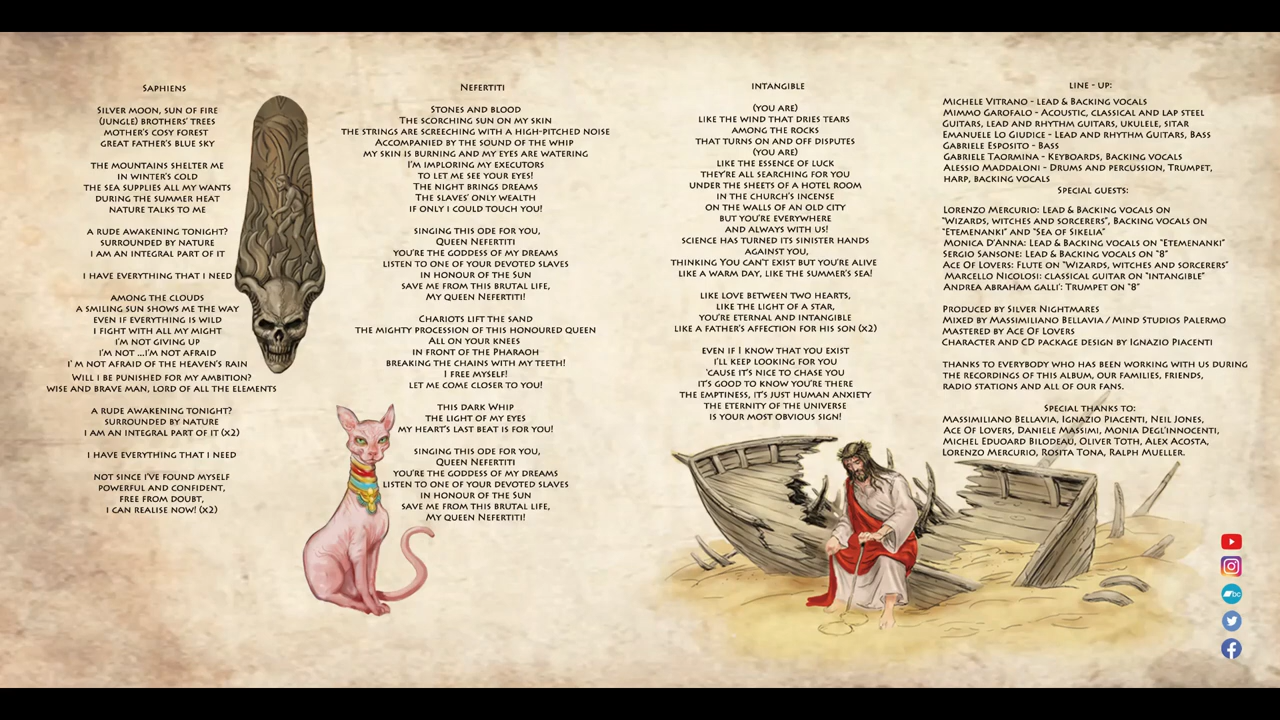 Saphiens
Silver moon, sun of fire
(jungle) brothers' trees
mother's cosy forest
great father's blue sky
The mountains shelter me
in winter's cold
the sea supplies all my wants
during the summer heat
nature talks to me
A rude awakening tonight?
surrounded by nature
I am an integral part of it
I have everything that I need
Among the clouds
a smiling sun shows me the way
even if everything is wild
I fight with all my might
I'm not giving up
I'm not ...I'm not afraid
I' m not afraid of the heaven's rain
Will I be punished for my ambition?
wise and brave man, lord of all the elements
A rude awakening tonight?
surrounded by nature
I am an integral part of it (x2)
I have everything that I need
Not since I've found myself
powerful and confident,
free from doubt,
I can realise now! (x2)
Nefertiti
Stones and blood
The scorching sun on my skin
The strings are screeching with a high-pitched noise
Accompanied by the sound of the whip
my skin is burning and my eyes are watering
I'm imploring my executors
to let me see your eyes!
The night brings dreams
The slaves' only wealth
if only I could touch you!
Singing this ode for you,
Queen Nefertiti
You're the goddess of my dreams
Listen to one of your devoted slaves
in honour of the Sun
save me from this brutal life,
My queen Nefertiti!
Chariots lift the sand
the mighty procession of this honoured queen
All on your knees
in front of the Pharaoh
breaking the chains with my teeth!
I free myself!
Let me come closer to you!
This dark Whip
The light of my eyes
My heart's last beat is for you!
Singing this ode for you,
Queen Nefertiti
You're the goddess of my dreams
Listen to one of your devoted slaves
in honour of the Sun
save me from this brutal life,
My queen Nefertiti!
Intangible
(You are)
Like the wind that dries tears
among the rocks
that turns on and off disputes
(You are)
Like the essence of luck
They're all searching for you
under the sheets of a hotel room
in the church's incense
on the walls of an old city
but you're everywhere
and always with us!
Science has turned its sinister hands
against you,
thinking You can't exist but you're alive
like a warm day, like the summer's sea!
Like love between two hearts,
like the light of a star,
You're eternal and intangible
Like a father's affection for his son (x2)
Even if I know that you exist
I'll keep looking for you
'cause it's nice to chase you
it's good to know you're there
The emptiness, it's just human anxiety
the eternity of the universe
is your most obvious sign!
Line - up:
Michele Vitrano - lead & Backing vocals
Mimmo Garofalo - Acoustic, classical and lap steel
guitars, lead and rhythm guitars, ukulele, sitar
Emanuele Lo Giudice - Lead and rhythm guitars, Bass
Gabriele Esposito - Bass
Gabriele Taormina - Keyboards, Backing vocals
Alessio Maddaloni - Drums and percussion, Trumpet,
harp, backing vocals
Special guests:
Lorenzo Mercurio: Lead & Backing vocals on
"Wizards, witches and sorcerers", Backing vocals on
"Etemenanki" and "Sea of Sikelia"
Monica D'Anna: Lead & Backing vocals on "Etemenanki"
Sergio Sansone: Lead & Backing vocals on "8"
Ace Of Lovers: Flute on "Wizards, witches and sorcerers"
Marcello Nicolosi: classical guitar on "Intangible"
Andrea abraham galli': Trumpet on "8"
Produced by Silver Nightmares
Mixed by Massimiliano Bellavia / Mind Studios Palermo
Mastered by Ace Of Lovers
Character and CD package design by Ignazio Piacenti
Thanks to everybody who has been working with us during
the recordings of this album, our families, friends,
radio stations and all of our fans.
Special thanks to:
Massimiliano Bellavia, Ignazio Piacenti, Neil Jones,
Ace Of Lovers, Daniele Massimi, Monia Degl'Innocenti,
Michel Eduoard Bilodeau, Oliver Toth, Alex Acosta,
Lorenzo Mercurio, Rosita Tona, Ralph Mueller.
bc